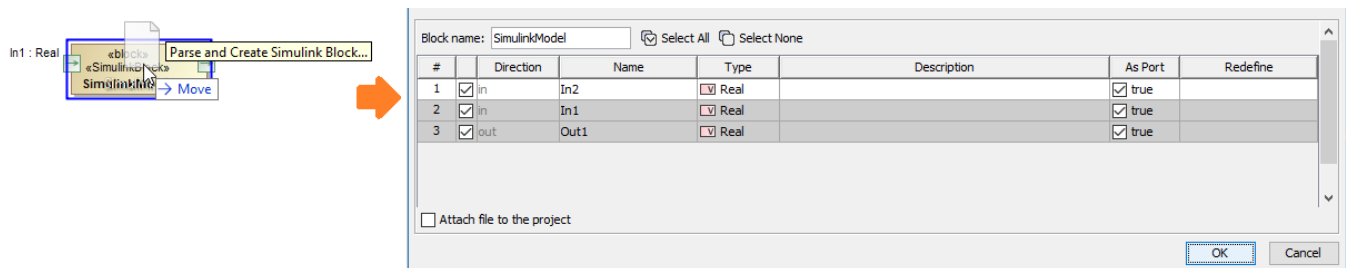 In1 : Real
«block»
Parse and Create Simulink Block...
«SimulinkBlock»
Move
Block name: SimulinkModel Select All Select None
# Direction Name Type Description As Port Redefine
1 in In2 V Real true
2 in In1 V Real true
3 out Out1 V Real true
Attach file to the project
OK Cancel